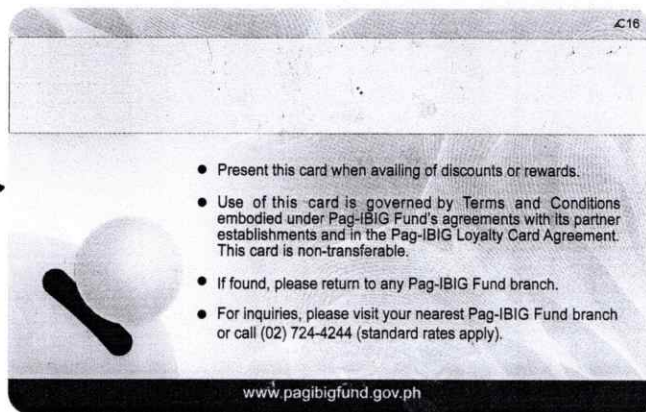 C16
● Present this card when availing of discounts or rewards.
● Use of this card is governed by Terms and Conditions
embodied under Pag-IBIG Fund's agreements with its partner
establishments and in the Pag-IBIG Loyalty Card Agreement.
This card is non-transferable.
● If found, please return to any Pag-IBIG Fund branch.
● For inquiries, please visit your nearest Pag-IBIG Fund branch
or call (02) 724-4244 (standard rates apply).
www.pagibigfund.gov.ph